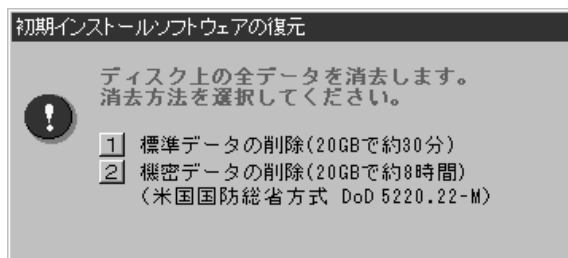 初期インストールソフトウェアの復元
ディスク上の全データを消去します。
消去方法を選択してください。
!
1 標準データの削除(20GBで約30分)
2 機密データの削除(20GBで約8時間)
(米国国防総省方式 DoD 5220.22-M)